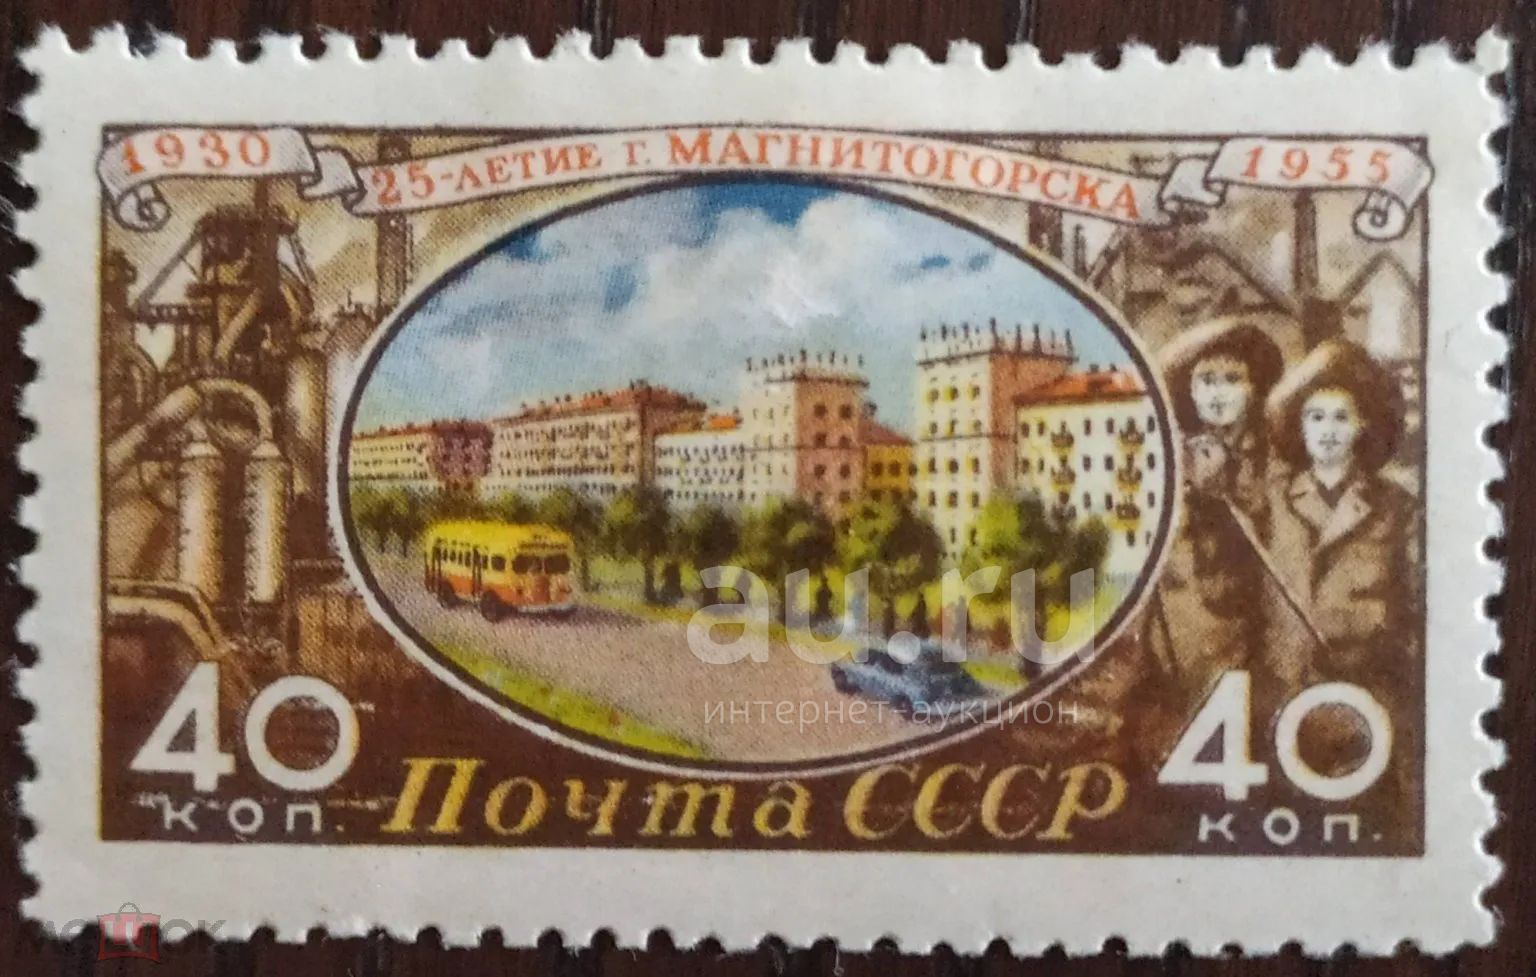 1930
25-ЛЕТИЕ Г. МАГНИТОГОРСКА
1955
au.ru
интернет-аукцион
40
КОП.
Почта СССР
40
КОП.